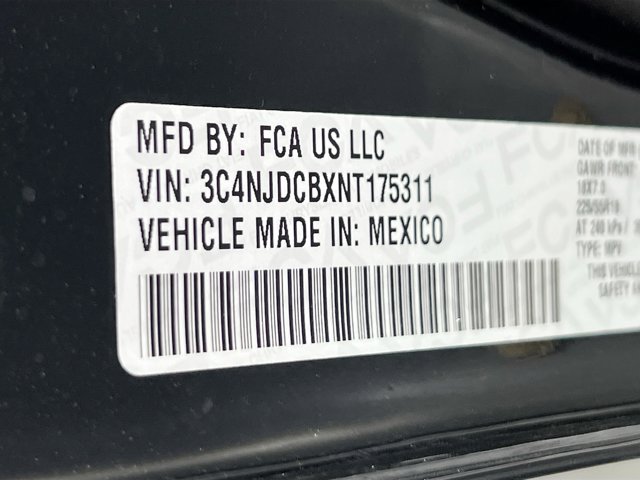 MFD BY: FCA US LLC
VIN: 3C4NJDCBXNT175311
VEHICLE MADE IN: MEXICO
DATE OF MFR
GAWR FRONT:
18X7.0
225/55R18
AT 240 kPa /
TYPE: MPV
THIS VEHICLE
SAFETY AN